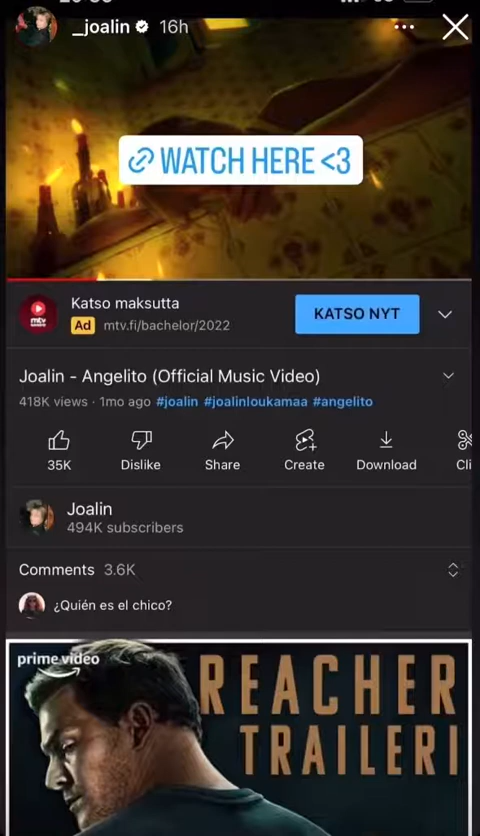 _joalin 16h
WATCH HERE <3
Katso maksutta
Ad mtv.fi/bachelor/2022
KATSO NYT
mtv
Joalin - Angelito (Official Music Video)
418K views · 1mo ago #joalin #joalinloukamaa #angelito
35K
Dislike
Share
Create
Download
Cli
Joalin
494K subscribers
Comments 3.6K
¿Quién es el chico?
prime video
REACHER
TRAILERI